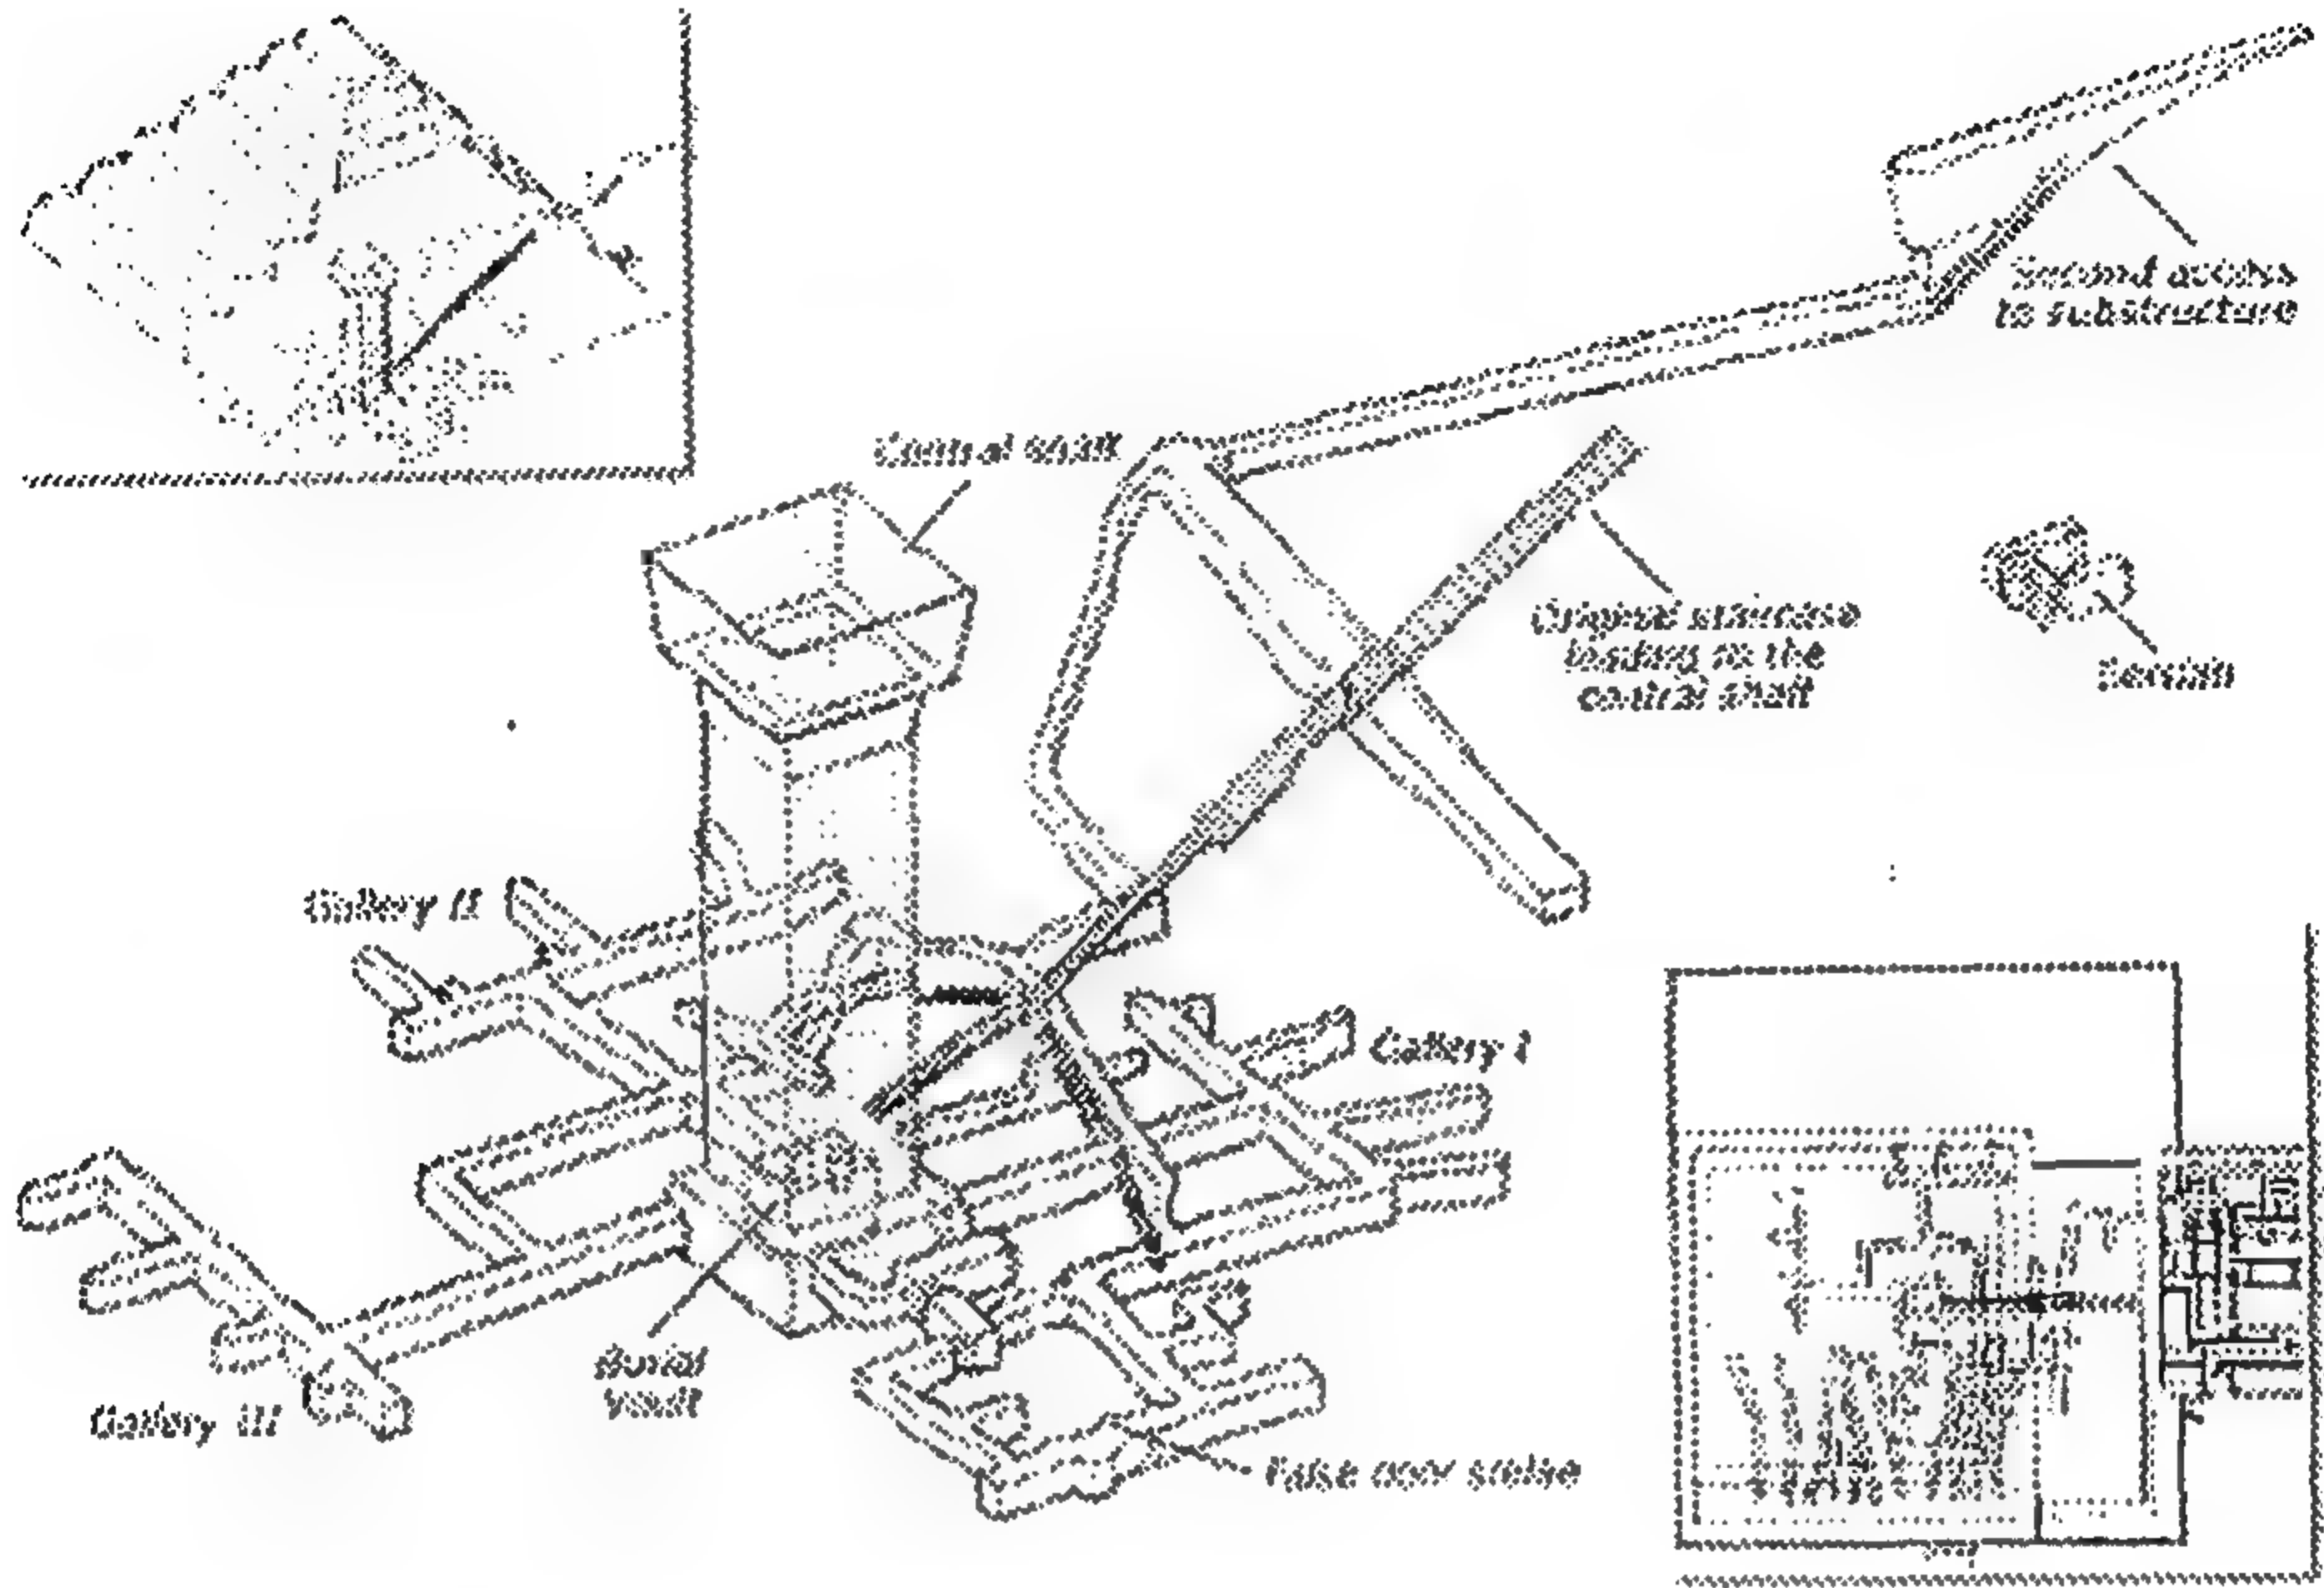 Second access
to substructure
Central shaft
Original staircase
leading to the
central shaft
Serdab
Gallery II
Gallery I
Burial
vault
Gallery III
False door stelae